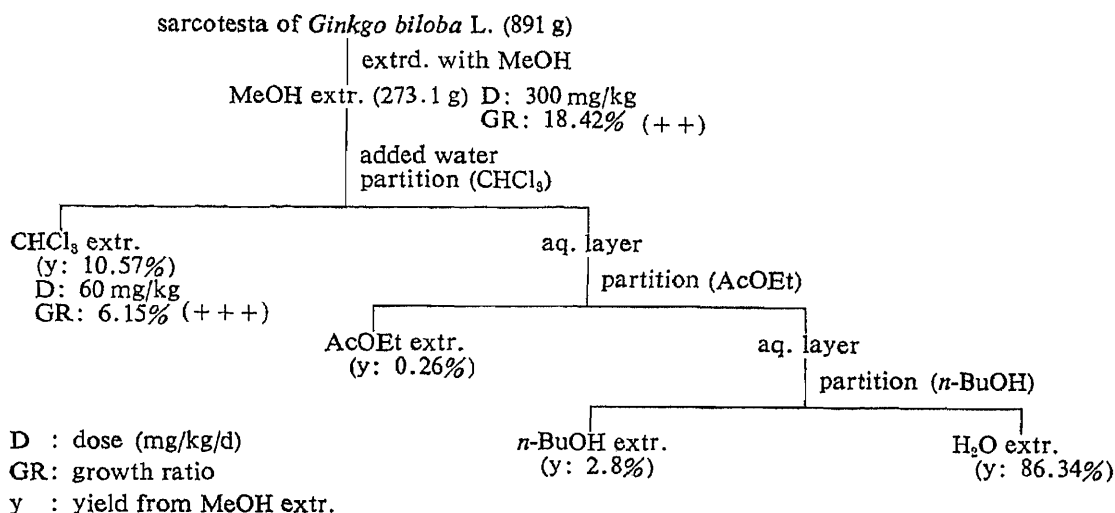 sarcotesta of Ginkgo biloba L. (891 g)
extrd. with MeOH
MeOH extr. (273.1 g) D: 300 mg/kg
GR: 18.42% (++)
added water
partition (CHCl₃)
CHCl₃ extr.
(y: 10.57%)
D: 60 mg/kg
GR: 6.15% (+++)
aq. layer
partition (AcOEt)
AcOEt extr.
(y: 0.26%)
aq. layer
partition (n-BuOH)
n-BuOH extr.
(y: 2.8%)
H₂O extr.
(y: 86.34%)
D : dose (mg/kg/d)
GR: growth ratio
y : yield from MeOH extr.